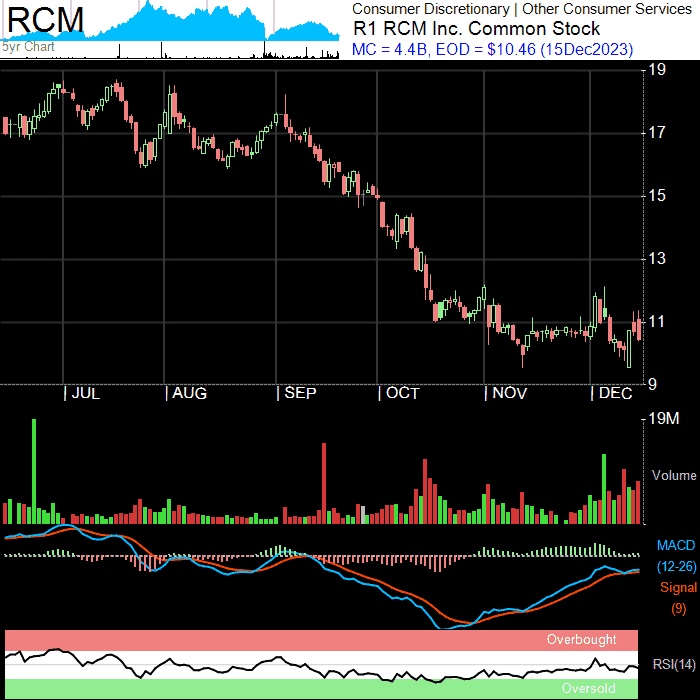 RCM
5yr Chart
Consumer Discretionary | Other Consumer Services
R1 RCM Inc. Common Stock
MC = 4.4B, EOD = $10.46 (15Dec2023)
19
17
15
13
11
9
| JUL | AUG | SEP | OCT | NOV | DEC
19M
Volume
MACD
(12-26)
Signal
(9)
Overbought
RSI(14)
Oversold